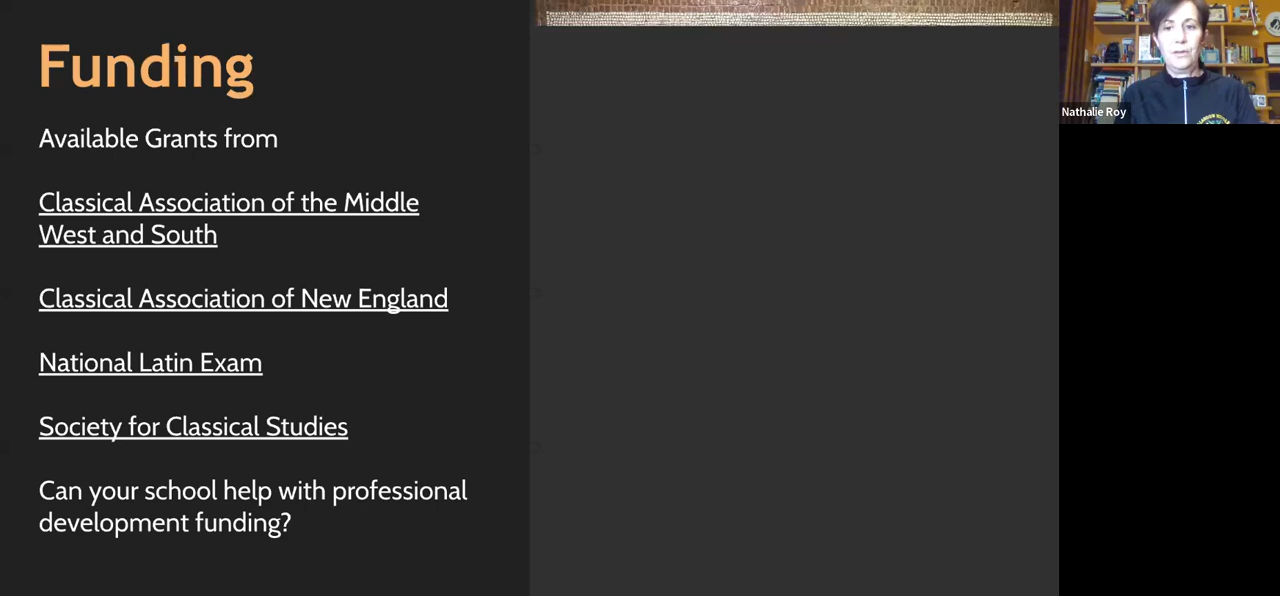 Funding
Available Grants from
Classical Association of the Middle
West and South
Classical Association of New England
National Latin Exam
Society for Classical Studies
Can your school help with professional
development funding?
Nathalie Roy